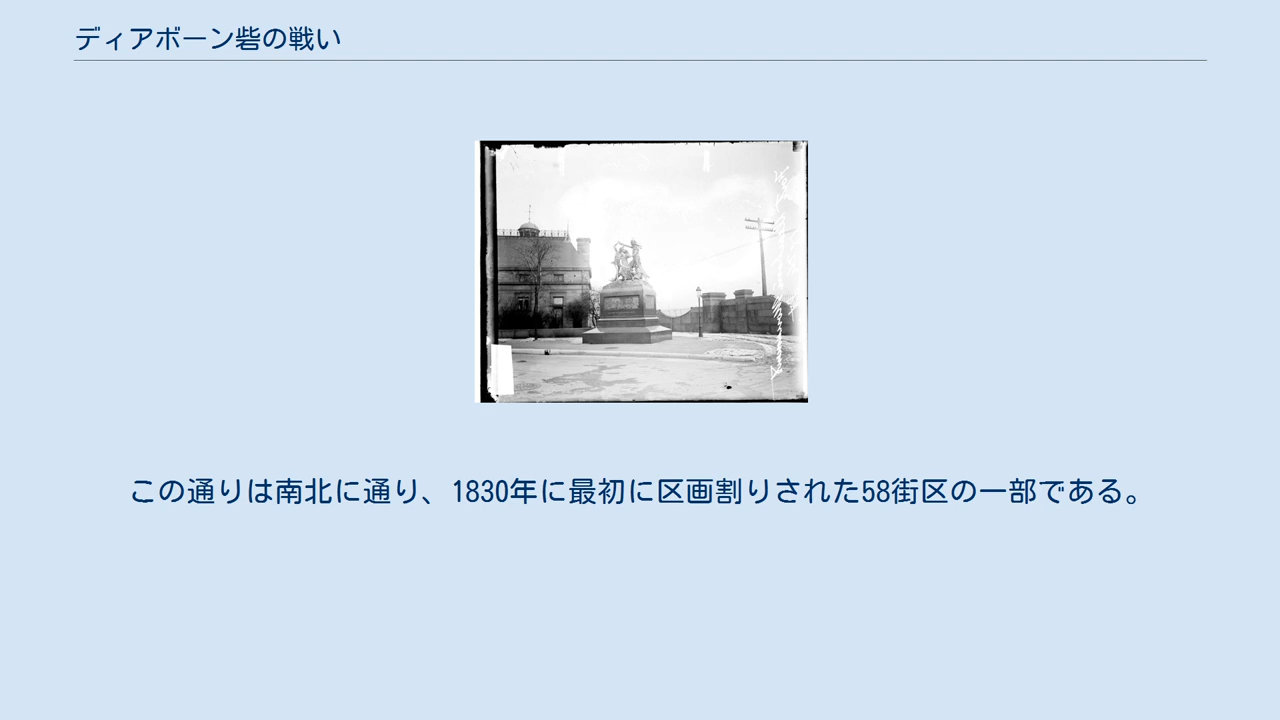 ディアボーン砦の戦い
この通りは南北に通り、1830年に最初に区画割りされた58街区の一部である。